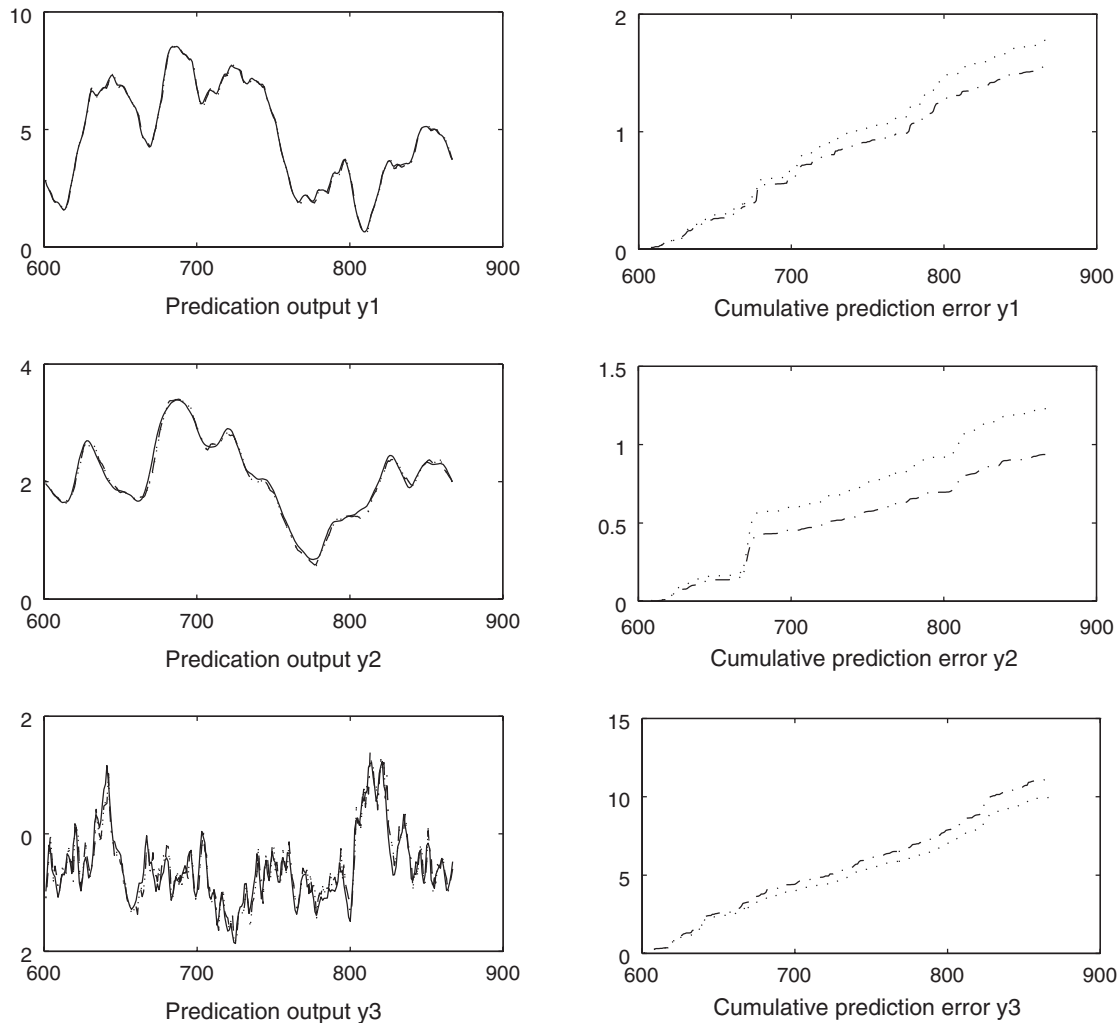 10
5
0
600 700 800 900
Predication output y1
2
1
0
600 700 800 900
Cumulative prediction error y1
4
2
0
600 700 800 900
Predication output y2
1.5
1
0.5
0
600 700 800 900
Cumulative prediction error y2
2
0
2
600 700 800 900
Predication output y3
15
10
5
0
600 700 800 900
Cumulative prediction error y3